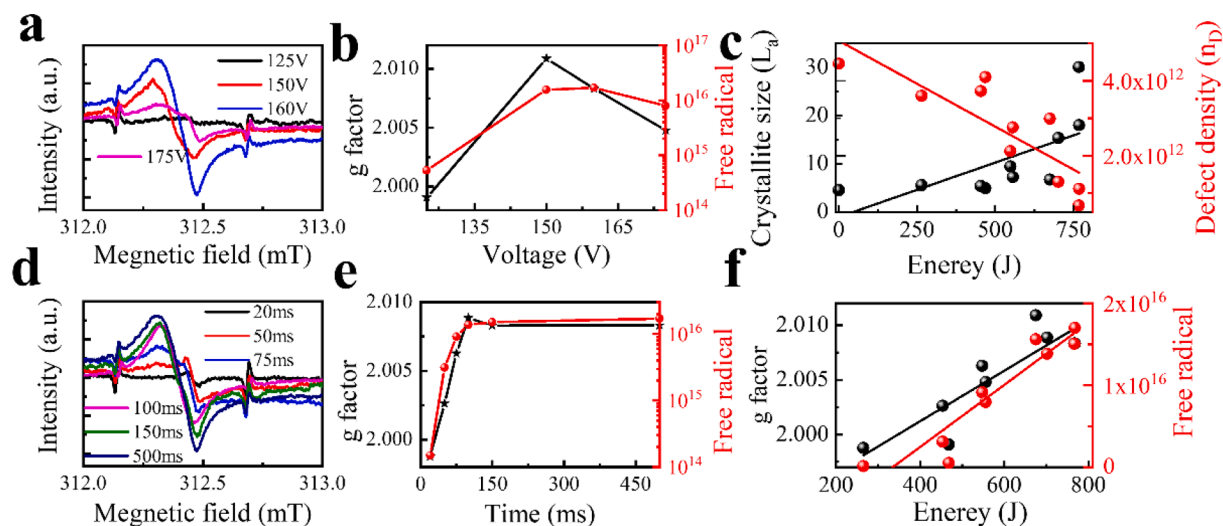 a
Intensity (a.u.)
125V
150V
160V
175V
312.0
312.5
313.0
Megnetic field (mT)
b
g factor
2.010
2.005
2.000
135
150
165
Voltage (V)
10^17
10^16
10^15
10^14
Free radical
c
Crystallite size (L_a)
30
20
10
0
0
250
500
750
Enerey (J)
4.0x10^12
2.0x10^12
Defect density (n_D)
d
Intensity (a.u.)
20ms
50ms
75ms
100ms
150ms
500ms
312.0
312.5
313.0
Megnetic field (mT)
e
g factor
2.010
2.005
2.000
0
150
300
450
Time (ms)
10^16
10^15
10^14
Free radical
f
g factor
2.010
2.005
2.000
200
400
600
800
Enerey (J)
2x10^16
1x10^16
0
Free radical